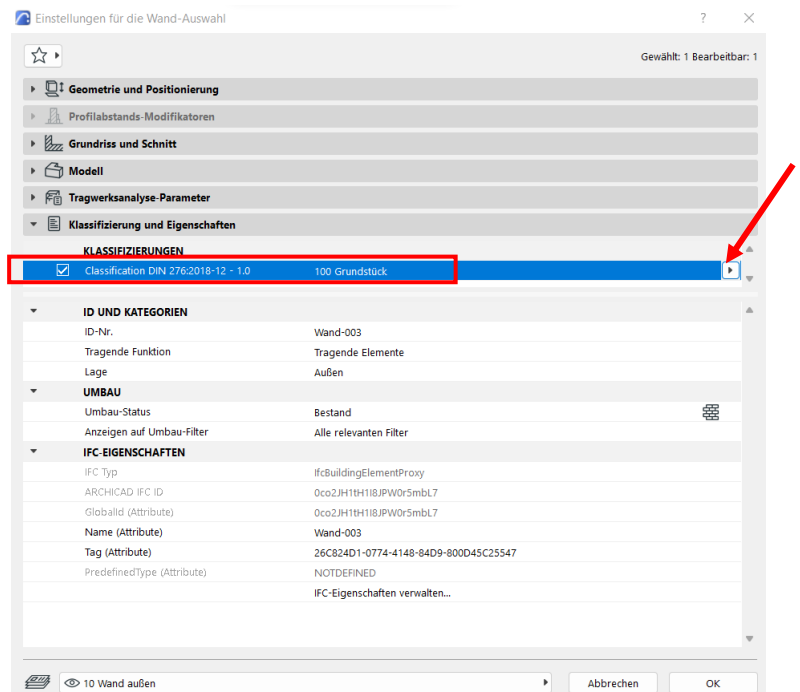 Einstellungen für die Wand-Auswahl ?
Gewählt: 1 Bearbeitbar: 1
Geometrie und Positionierung
Profilabstands-Modifikatoren
Grundriss und Schnitt
Modell
Tragwerksanalyse-Parameter
Klassifizierung und Eigenschaften
KLASSIFIZIERUNGEN
Classification DIN 276:2018-12 - 1.0 100 Grundstück
ID UND KATEGORIEN
ID-Nr. Wand-003
Tragende Funktion Tragende Elemente
Lage Außen
UMBAU
Umbau-Status Bestand
Anzeigen auf Umbau-Filter Alle relevanten Filter
IFC-EIGENSCHAFTEN
IFC Typ IfcBuildingElementProxy
ARCHICAD IFC ID 0co2JH1tH1I8JPW0r5mbL7
GlobalId (Attribute) 0co2JH1tH1I8JPW0r5mbL7
Name (Attribute) Wand-003
Tag (Attribute) 26C824D1-0774-4148-84D9-800D45C25547
PredefinedType (Attribute) NOTDEFINED
IFC-Eigenschaften verwalten...
10 Wand außen Abbrechen OK